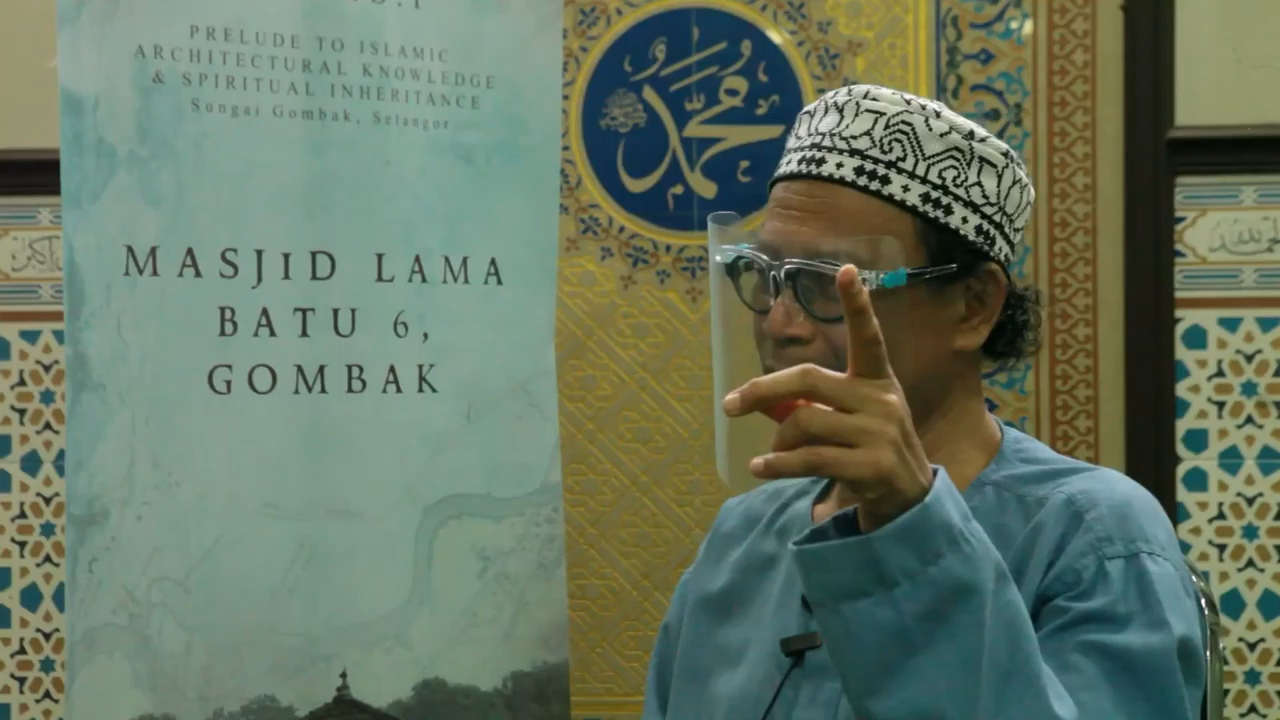 PRELUDE TO ISLAMIC
ARCHITECTURAL KNOWLEDGE
& SPIRITUAL INHERITANCE
Sungai Gombak, Selangor
MASJID LAMA
BATU 6,
GOMBAK
محمد